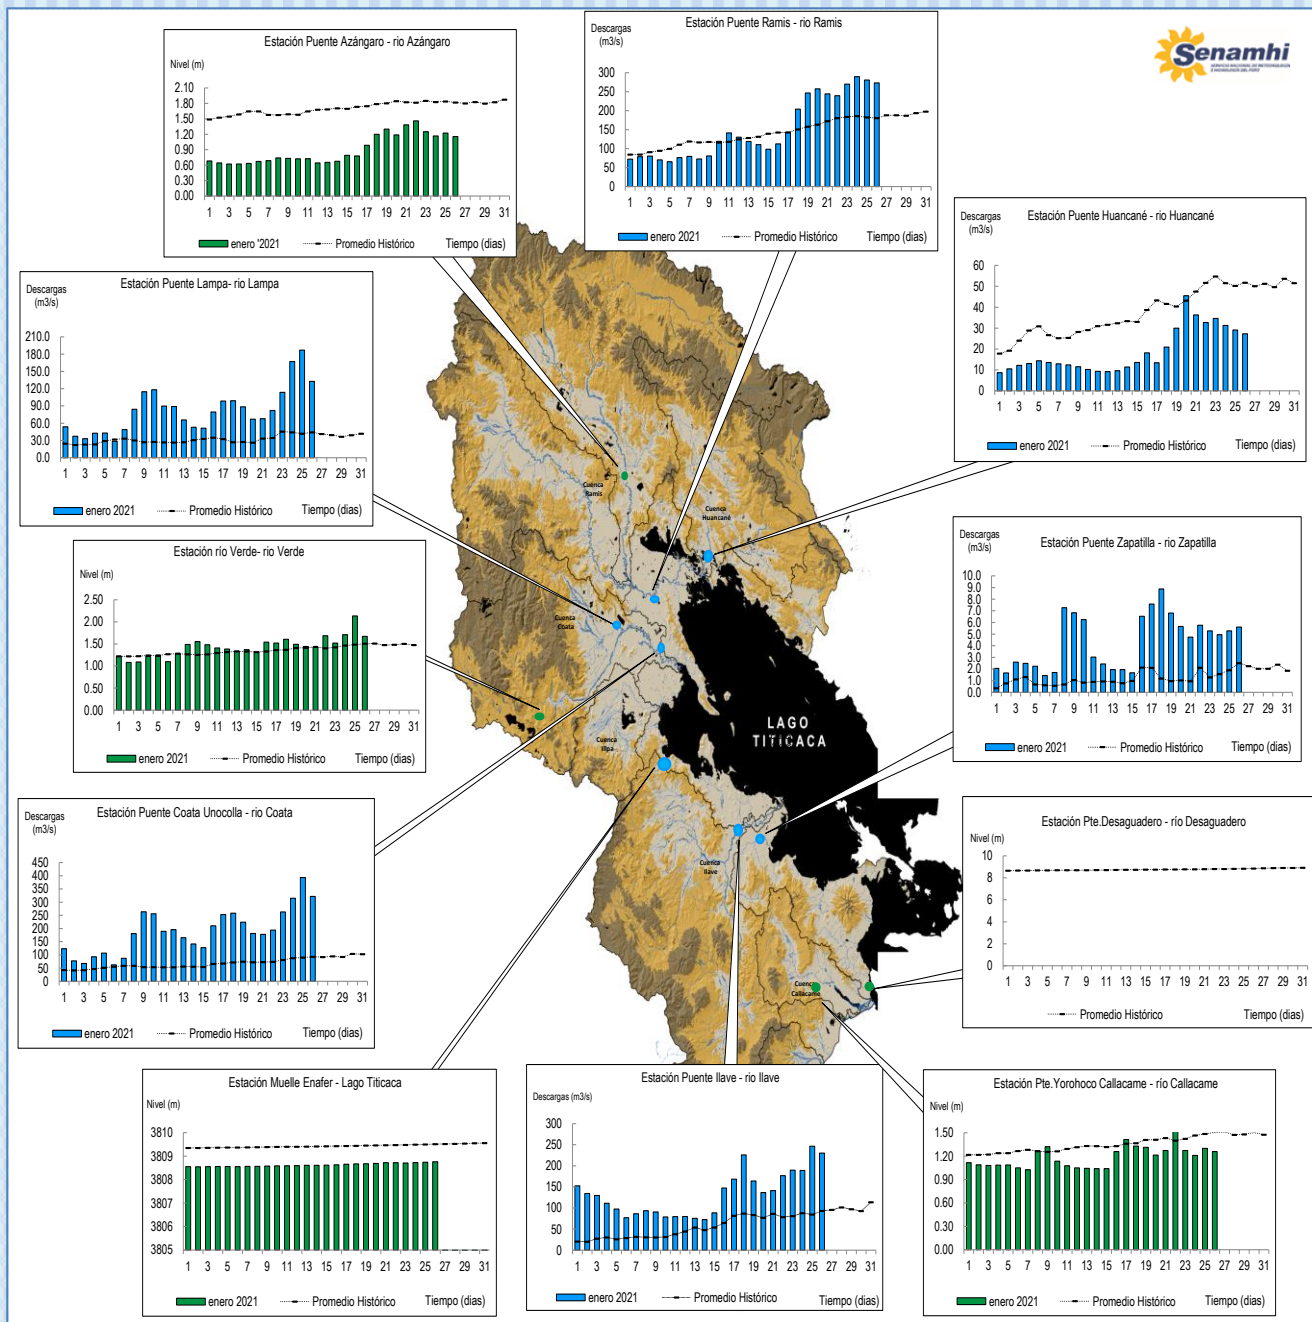 Senamhi
SERVICIO NACIONAL DE METEOROLOGÍA
E HIDROLOGÍA DEL PERÚ
Estación Puente Azángaro - rio Azángaro
Nivel (m)
2.10
1.80
1.50
1.20
0.90
0.60
0.30
0.00
1 3 5 7 9 11 13 15 17 19 21 23 25 27 29 31
enero '2021 Promedio Histórico Tiempo (dias)
Descargas
(m3/s)
Estación Puente Ramis - rio Ramis
300
250
200
150
100
50
0
1 3 5 7 9 11 13 15 17 19 21 23 25 27 29 31
enero 2021 Promedio Histórico Tiempo (dias)
Descargas
(m3/s)
Estación Puente Huancané - rio Huancané
60
50
40
30
20
10
0
1 3 5 7 9 11 13 15 17 19 21 23 25 27 29 31
enero 2021 Promedio Histórico Tiempo (dias)
Estación Puente Lampa- rio Lampa
Descargas
(m3/s)
210.0
180.0
150.0
120.0
90.0
60.0
30.0
0.0
1 3 5 7 9 11 13 15 17 19 21 23 25 27 29 31
enero 2021 Promedio Histórico Tiempo (dias)
Estación río Verde- rio Verde
Nivel (m)
2.50
2.00
1.50
1.00
0.50
0.00
1 3 5 7 9 11 13 15 17 19 21 23 25 27 29 31
enero 2021 Promedio Histórico Tiempo (dias)
Descargas
(m3/s)
Estación Puente Zapatilla - rio Zapatilla
10.0
9.0
8.0
7.0
6.0
5.0
4.0
3.0
2.0
1.0
0.0
1 3 5 7 9 11 13 15 17 19 21 23 25 27 29 31
enero 2021 Promedio Histórico Tiempo (dias)
Cuenca
Ramis
Cuenca
Huancané
Cuenca
Coata
Cuenca
Illpa
LAGO
TITICACA
Cuenca
Ilave
Cuenca
Callacame
Estación Puente Coata Unocolla - rio Coata
Descargas
(m3/s)
450
400
350
300
250
200
150
100
50
0
1 3 5 7 9 11 13 15 17 19 21 23 25 27 29 31
enero 2021 Promedio Histórico Tiempo (dias)
Estación Pte.Desaguadero - río Desaguadero
Nivel (m)
10
8
6
4
2
0
1 3 5 7 9 11 13 15 17 19 21 23 25 27 29 31
Promedio Histórico Tiempo (dias)
Estación Muelle Enafer - Lago Titicaca
Nivel (m)
3810
3809
3808
3807
3806
3805
1 3 5 7 9 11 13 15 17 19 21 23 25 27 29 31
enero 2021 Promedio Histórico Tiempo (dias)
Estación Puente Ilave - rio Ilave
Descargas (m3/s)
300
250
200
150
100
50
0
1 3 5 7 9 11 13 15 17 19 21 23 25 27 29 31
enero 2021 Promedio Histórico Tiempo (dias)
Estación Pte.Yorohoco Callacame - río Callacame
Nivel (m)
1.50
1.20
0.90
0.60
0.30
0.00
1 3 5 7 9 11 13 15 17 19 21 23 25 27 29 31
enero 2021 Promedio Histórico Tiempo (dias)